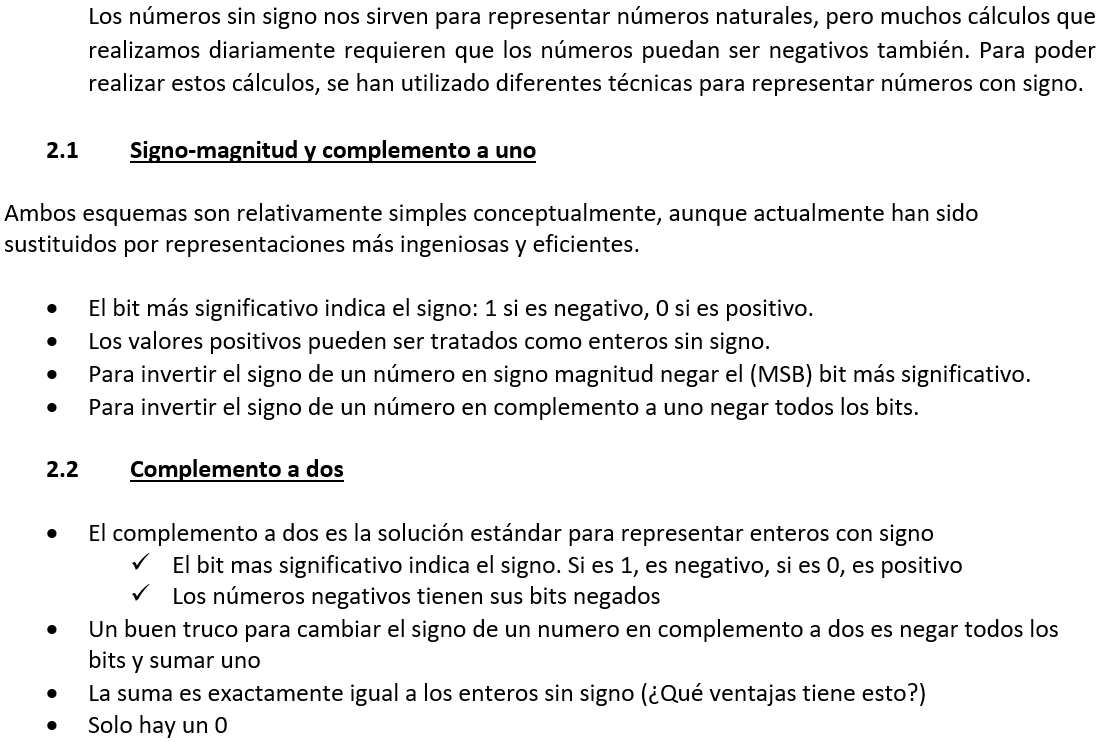 Los números sin signo nos sirven para representar números naturales, pero muchos cálculos que
realizamos diariamente requieren que los números puedan ser negativos también. Para poder
realizar estos cálculos, se han utilizado diferentes técnicas para representar números con signo.
2.1 Signo-magnitud y complemento a uno
Ambos esquemas son relativamente simples conceptualmente, aunque actualmente han sido
sustituidos por representaciones más ingeniosas y eficientes.
• El bit más significativo indica el signo: 1 si es negativo, 0 si es positivo.
• Los valores positivos pueden ser tratados como enteros sin signo.
• Para invertir el signo de un número en signo magnitud negar el (MSB) bit más significativo.
• Para invertir el signo de un número en complemento a uno negar todos los bits.
2.2 Complemento a dos
• El complemento a dos es la solución estándar para representar enteros con signo
✓ El bit mas significativo indica el signo. Si es 1, es negativo, si es 0, es positivo
✓ Los números negativos tienen sus bits negados
• Un buen truco para cambiar el signo de un numero en complemento a dos es negar todos los
bits y sumar uno
• La suma es exactamente igual a los enteros sin signo (¿Qué ventajas tiene esto?)
• Solo hay un 0